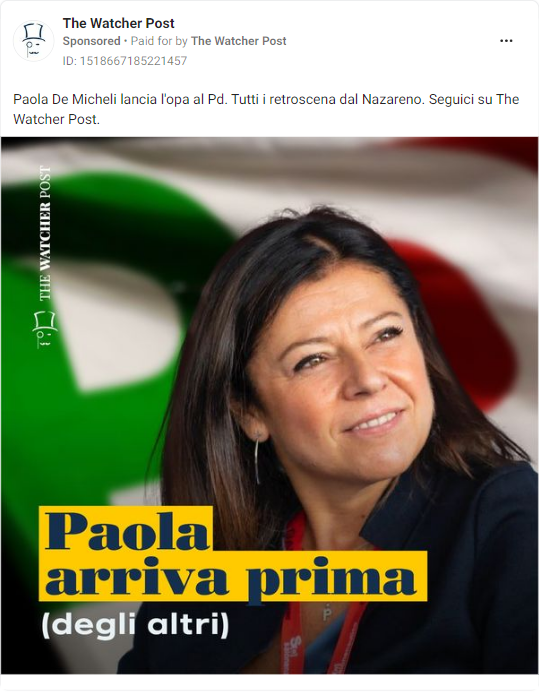 The Watcher Post
Sponsored • Paid for by The Watcher Post
ID: 1518667185221457
Paola De Micheli lancia l'opa al Pd. Tutti i retroscena dal Nazareno. Seguici su The
Watcher Post.
THE WATCHER POST
Paola
arriva prima
(degli altri)